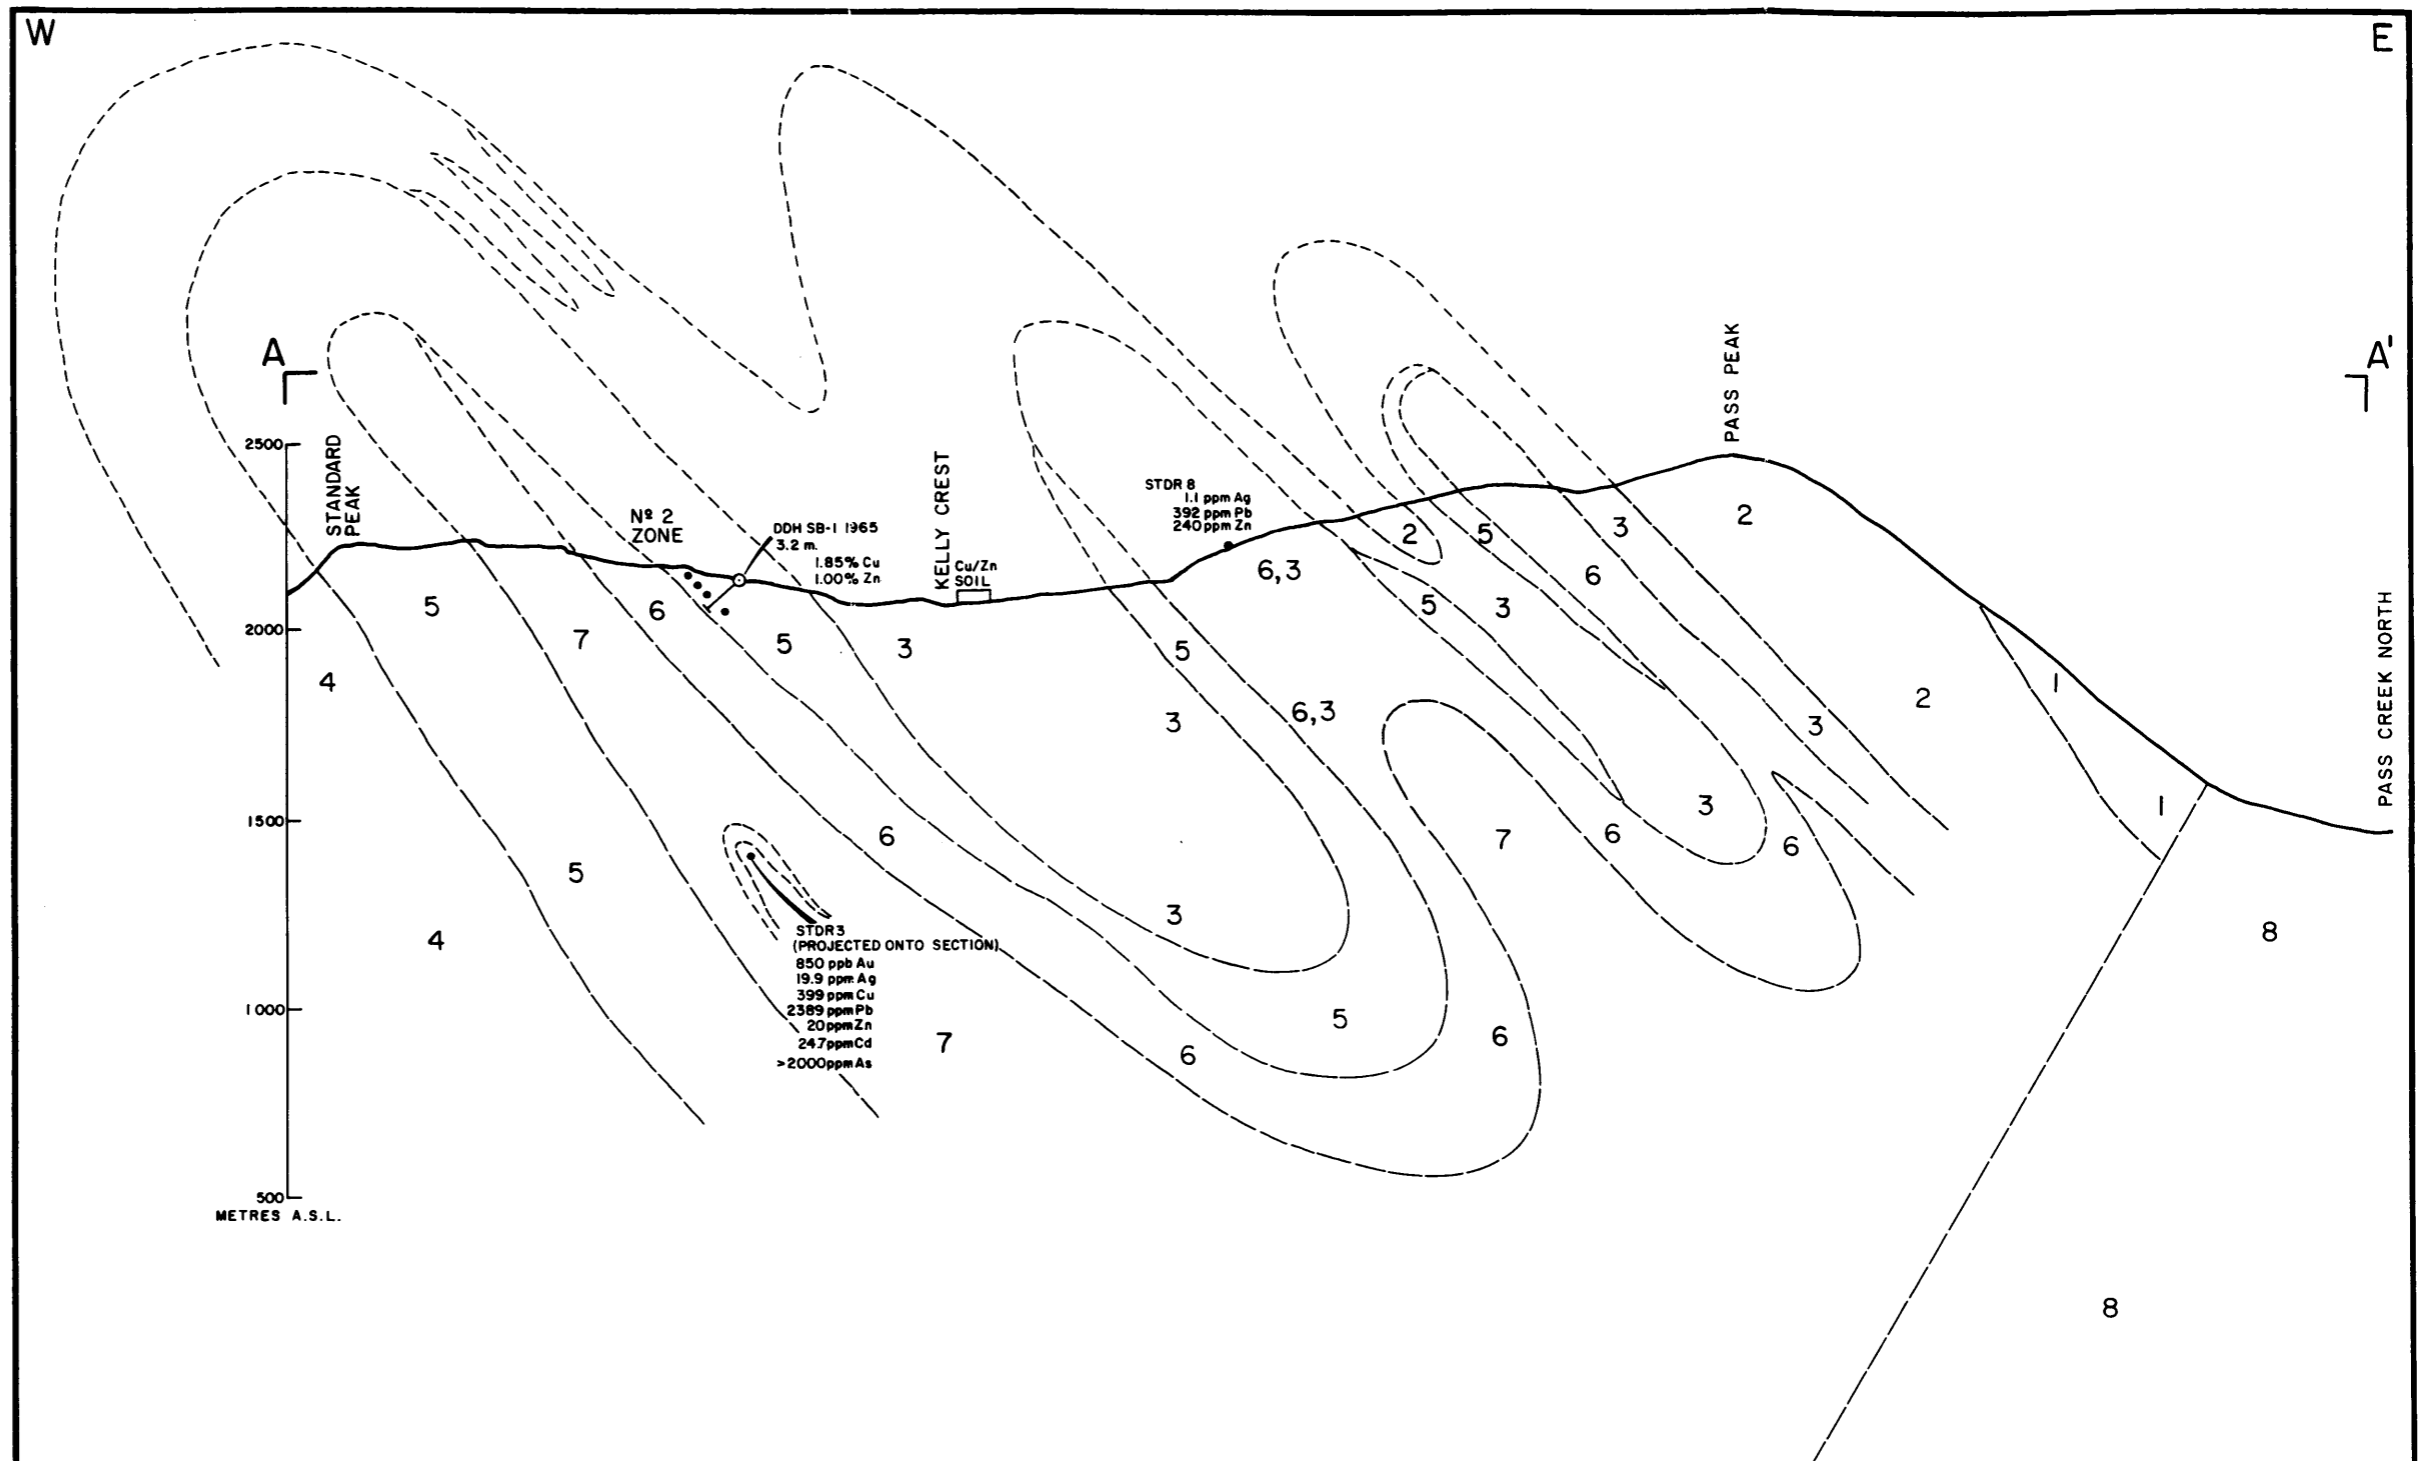 W
E
A
A'
PASS PEAK
2500
STANDARD
PEAK
KELLY CREST
STDR 8
1.1 ppm Ag
392 ppm Pb
240 ppm Zn
Nº 2
ZONE
DDH SB-1 1965
3.2 m.
1.85% Cu
1.00% Zn
Cu/Zn
SOIL
2
5
3
2
6,3
6
5
6
5
3
2000
7
5
3
5
4
1
2
PASS CREEK NORTH
6,3
3
3
1500
6
7
6
3
6
1
5
3
4
8
STDR3
(PROJECTED ONTO SECTION)
850 ppb Au
19.9 ppm Ag
399 ppm Cu
2389 ppm Pb
20 ppm Zn
24.7 ppm Cd
>2000 ppm As
1000
7
6
5
6
500
METRES A.S.L.
8